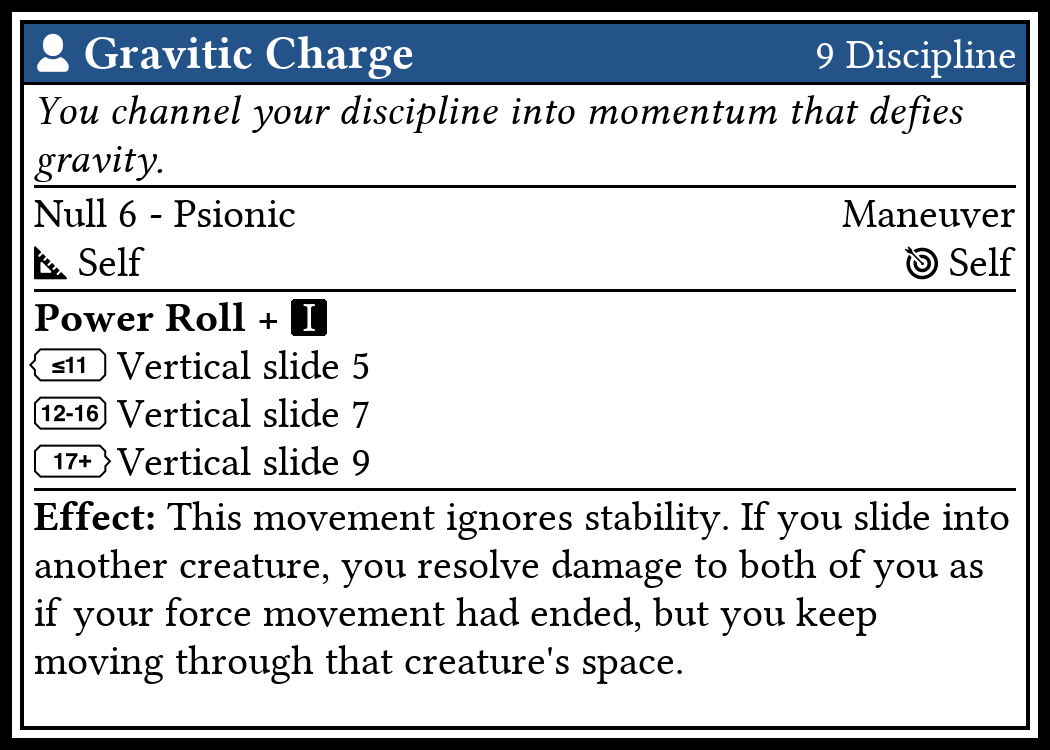 Gravitic Charge 9 Discipline
You channel your discipline into momentum that defies
gravity.
Null 6 - Psionic Maneuver
Self Self
Power Roll + I
≤11 Vertical slide 5
12-16 Vertical slide 7
17+ Vertical slide 9
Effect: This movement ignores stability. If you slide into
another creature, you resolve damage to both of you as
if your force movement had ended, but you keep
moving through that creature's space.